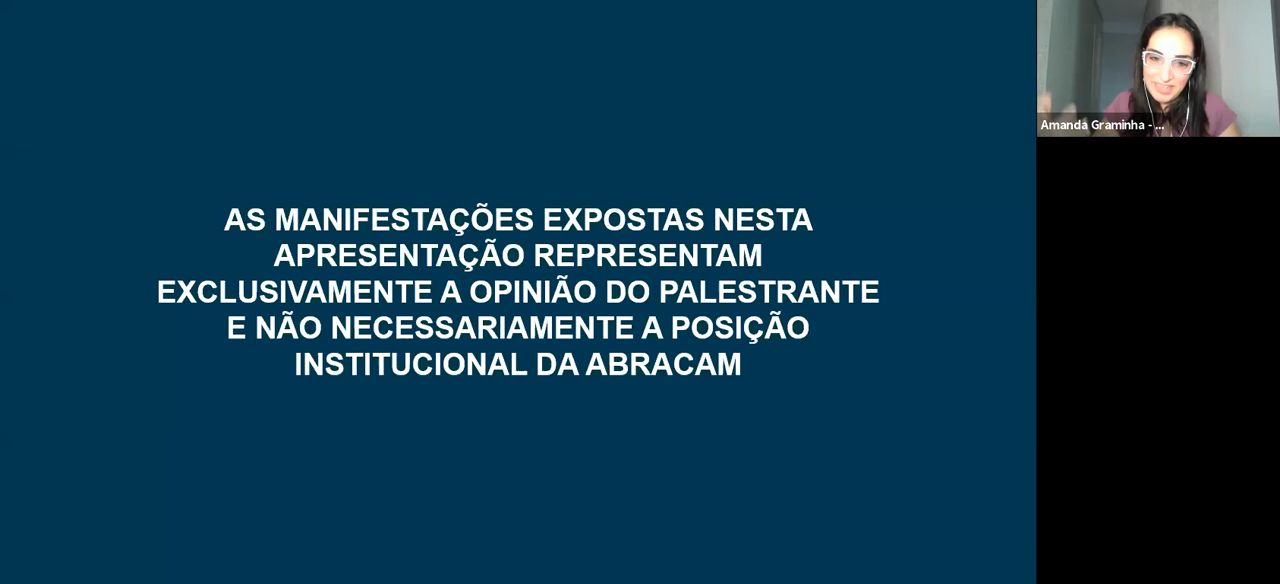 AS MANIFESTAÇÕES EXPOSTAS NESTA
APRESENTAÇÃO REPRESENTAM
EXCLUSIVAMENTE A OPINIÃO DO PALESTRANTE
E NÃO NECESSARIAMENTE A POSIÇÃO
INSTITUCIONAL DA ABRACAM
Amanda Graminha - ...